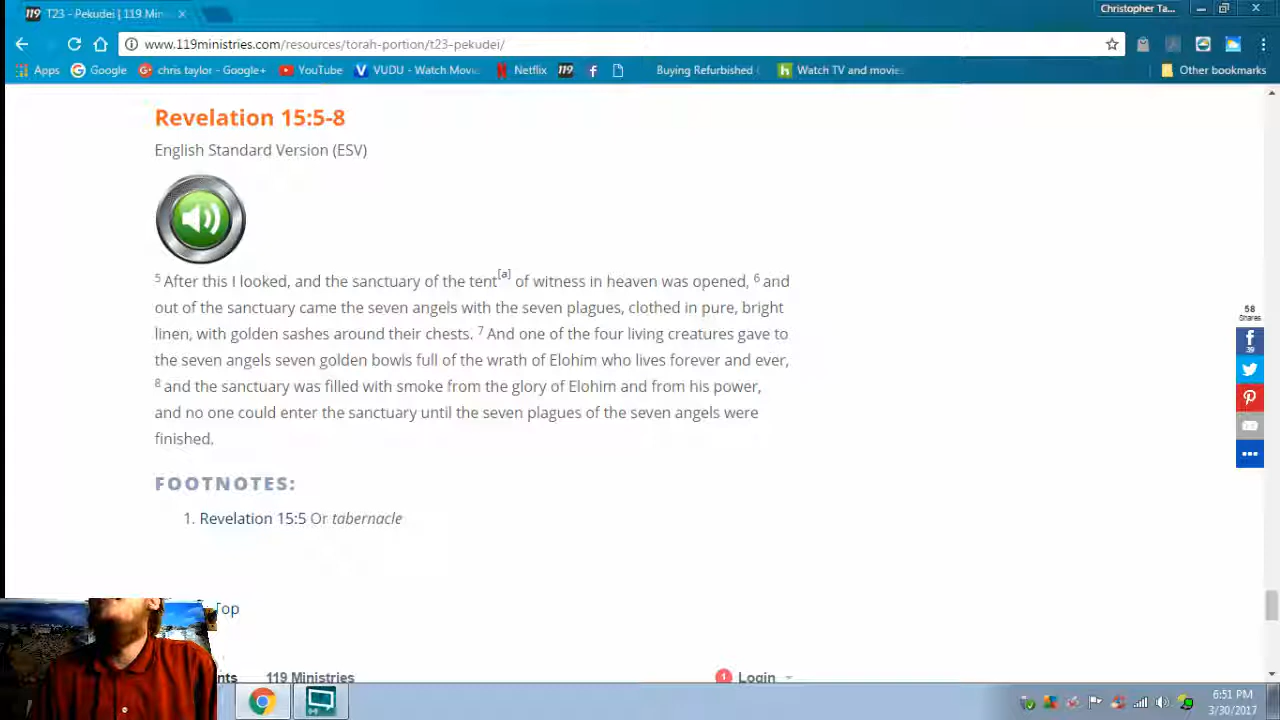 119 T23 - Pekudei | 119 Min
Christopher Ta...
www.119ministries.com/resources/torah-portion/t23-pekudei/
Apps Google chris taylor - Google+ YouTube VUDU - Watch Movie Netflix 119 Buying Refurbished Watch TV and movies Other bookmarks
Revelation 15:5-8
English Standard Version (ESV)
5 After this I looked, and the sanctuary of the tent[a] of witness in heaven was opened, 6 and
out of the sanctuary came the seven angels with the seven plagues, clothed in pure, bright
linen, with golden sashes around their chests. 7 And one of the four living creatures gave to
the seven angels seven golden bowls full of the wrath of Elohim who lives forever and ever,
8 and the sanctuary was filled with smoke from the glory of Elohim and from his power,
and no one could enter the sanctuary until the seven plagues of the seven angels were
finished.
58
Shares
39
FOOTNOTES:
1. Revelation 15:5 Or tabernacle
Top
nts 119 Ministries 1 Login
6:51 PM
3/30/2017